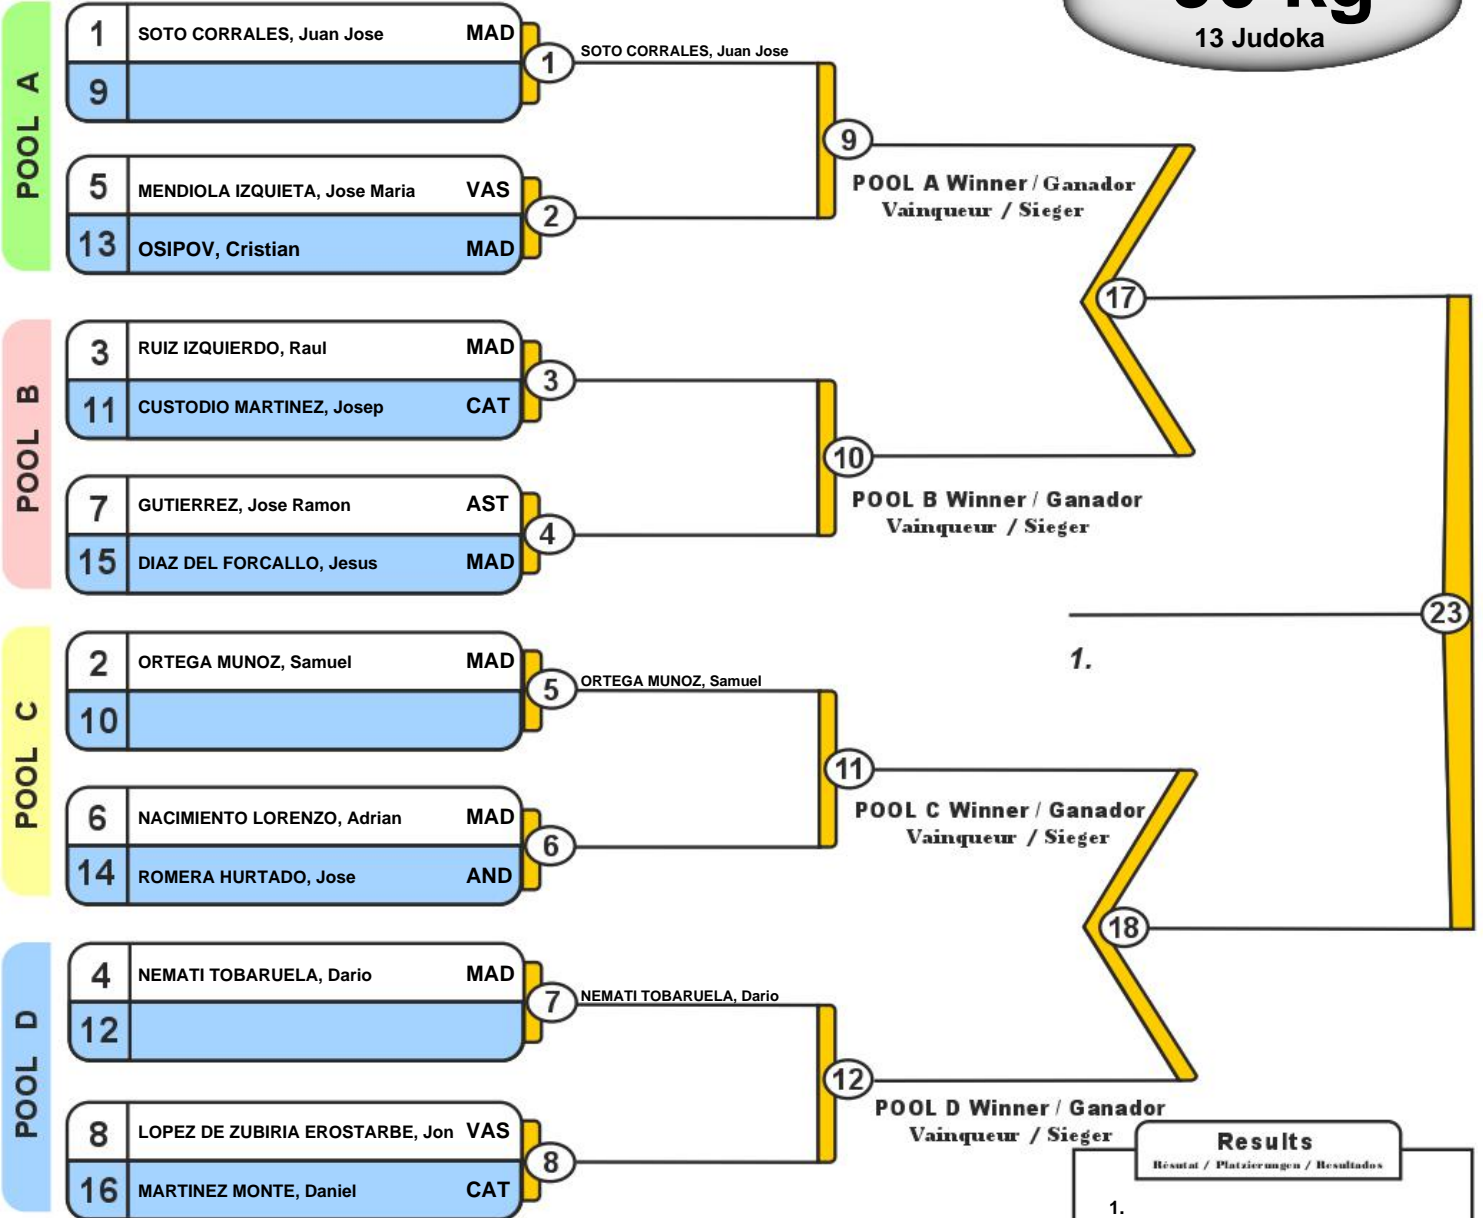 13 Judoka
POOL A
1 SOTO CORRALES, Juan Jose MAD
9
1
SOTO CORRALES, Juan Jose
5 MENDIOLA IZQUIETA, Jose Maria VAS
13 OSIPOV, Cristian MAD
2
9
POOL A Winner / Ganador
Vainqueur / Sieger
POOL B
3 RUIZ IZQUIERDO, Raul MAD
11 CUSTODIO MARTINEZ, Josep CAT
3
7 GUTIERREZ, Jose Ramon AST
15 DIAZ DEL FORCALLO, Jesus MAD
4
10
POOL B Winner / Ganador
Vainqueur / Sieger
17
POOL C
2 ORTEGA MUNOZ, Samuel MAD
10
5
ORTEGA MUNOZ, Samuel
6 NACIMIENTO LORENZO, Adrian MAD
14 ROMERA HURTADO, Jose AND
6
11
POOL C Winner / Ganador
Vainqueur / Sieger
POOL D
4 NEMATI TOBARUELA, Dario MAD
12
7
NEMATI TOBARUELA, Dario
8 LOPEZ DE ZUBIRIA EROSTARBE, Jon VAS
16 MARTINEZ MONTE, Daniel CAT
8
12
POOL D Winner / Ganador
Vainqueur / Sieger
18
23
1.
Results
Résutat / Platzierungen / Resultados
1.